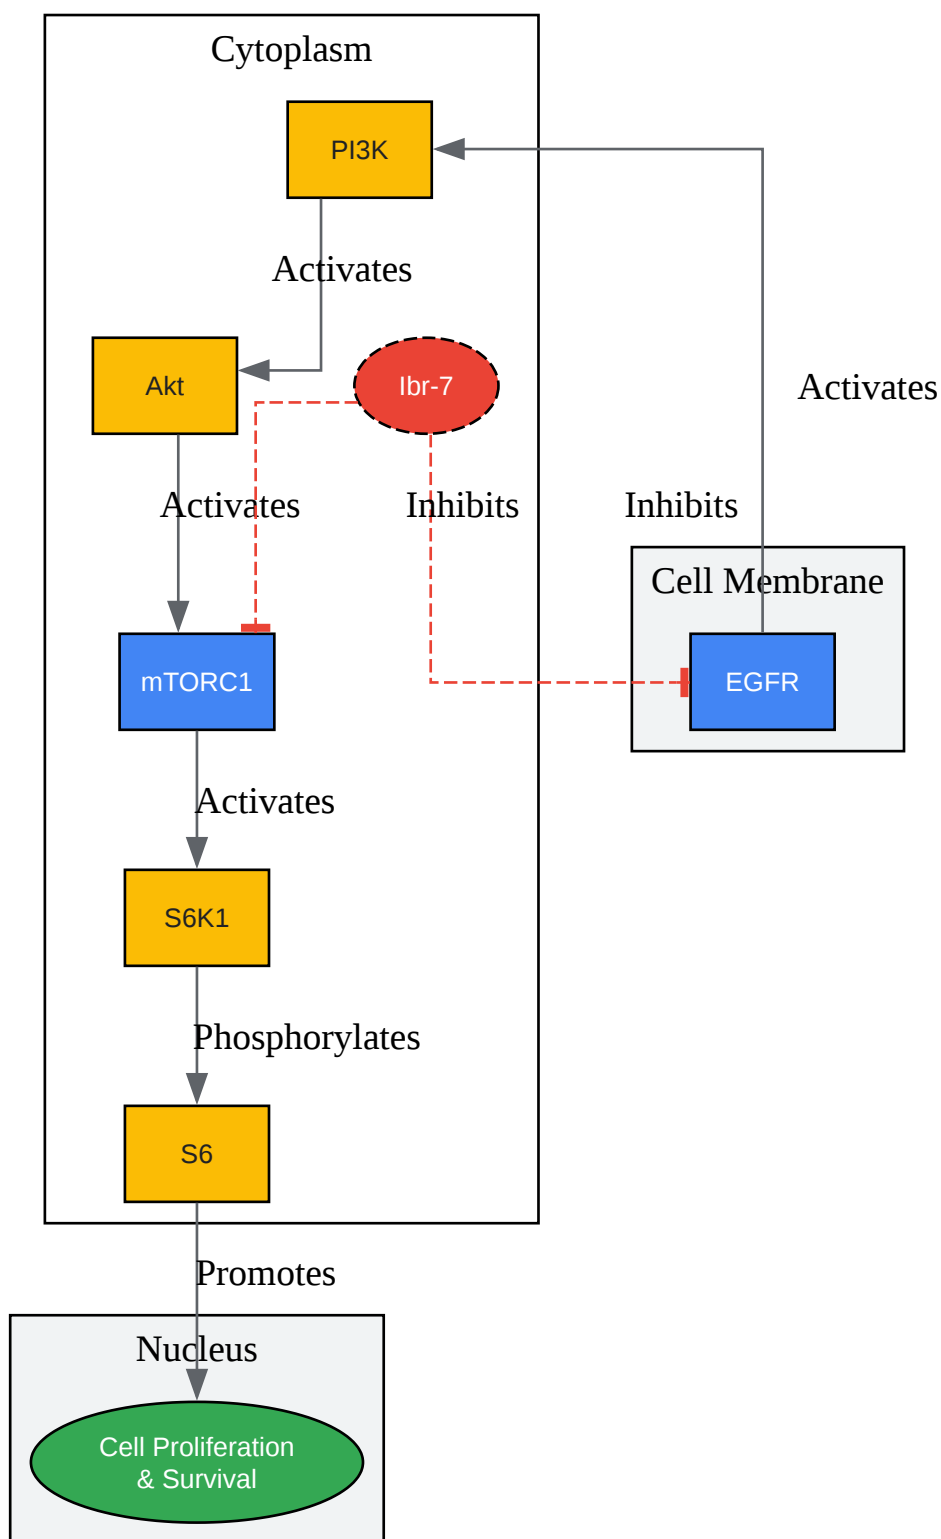 Cytoplasm
PI3K
Activates
Akt
Ibr-7
Activates
Activates
Inhibits
Inhibits
Cell Membrane
mTORC1
EGFR
Activates
S6K1
Phosphorylates
S6
Promotes
Nucleus
Cell Proliferation
& Survival